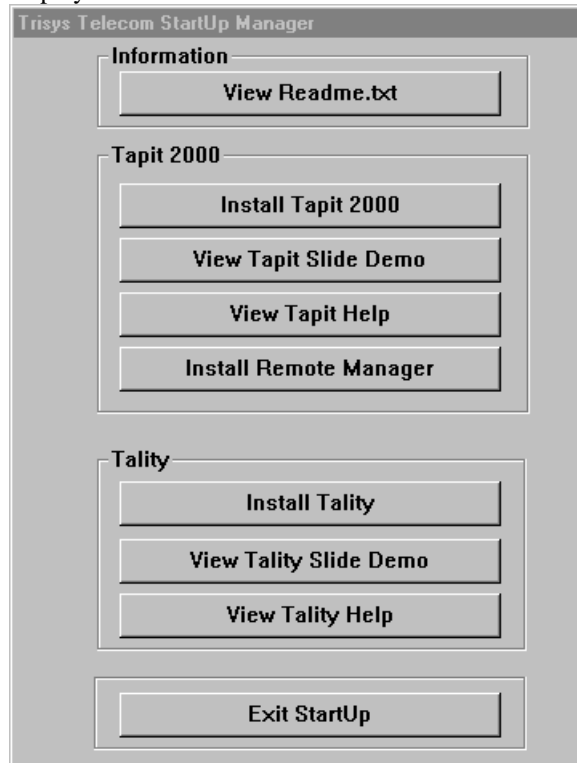 Trisys Telecom StartUp Manager
Information
View Readme.txt
Tapit 2000
Install Tapit 2000
View Tapit Slide Demo
View Tapit Help
Install Remote Manager
Tality
Install Tality
View Tality Slide Demo
View Tality Help
Exit StartUp